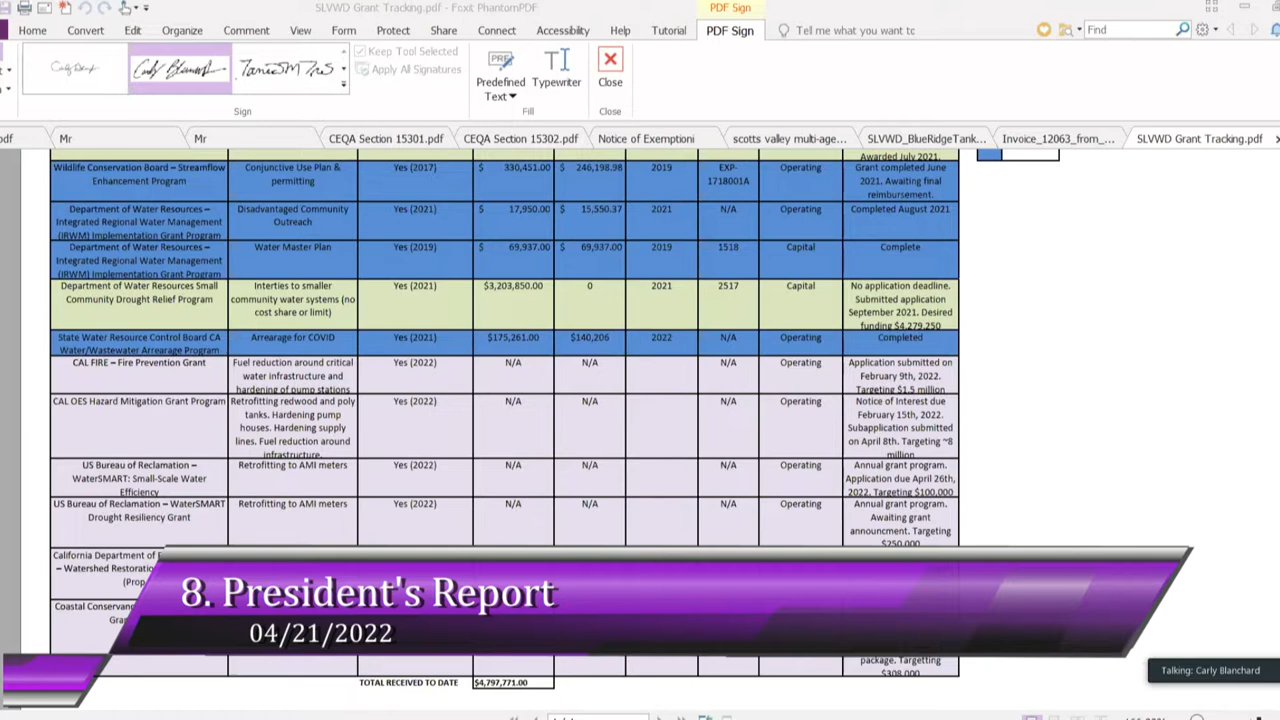 SLVWD Grant Tracking.pdf - Foxit PhantomPDF
PDF Sign
Home Convert Edit Organize Comment View Form Protect Share Connect Accessibility Help Tutorial PDF Sign Tell me what you want to Find
Keep Tool Selected
Apply All Signatures
PRE
Predefined Text
Typewriter
Close
Sign Fill Close
pdf Mr Mr CEQA Section 15301.pdf CEQA Section 15302.pdf Notice of Exemptioni scotts valley multi-age... SLVWD_BlueRidgeTank... Invoice_12063_from_... SLVWD Grant Tracking.pdf
Awarded July 2021.
Wildlife Conservation Board – Streamflow
Enhancement Program
Conjunctive Use Plan &
permitting
Yes (2017)
$ 330,451.00
$ 246,198.98
2019
EXP-
1718001A
Operating
Grant completed June
2021. Awaiting final
reimbursement.
Department of Water Resources –
Integrated Regional Water Management
(IRWM) Implementation Grant Program
Disadvantaged Community
Outreach
Yes (2021)
$ 17,950.00
$ 15,550.37
2021
N/A
Operating
Completed August 2021
Department of Water Resources –
Integrated Regional Water Management
(IRWM) Implementation Grant Program
Water Master Plan
Yes (2019)
$ 69,937.00
$ 69,937.00
2019
1518
Capital
Complete
Department of Water Resources Small
Community Drought Relief Program
Interties to smaller
community water systems (no
cost share or limit)
Yes (2021)
$3,203,850.00
0
2021
2517
Capital
No application deadline.
Submitted application
September 2021. Desired
funding $4,279,250
State Water Resource Control Board CA
Water/Wastewater Arrearage Program
Arrearage for COVID
Yes (2021)
$175,261.00
$140,206
2022
N/A
Operating
Completed
CAL FIRE – Fire Prevention Grant
Fuel reduction around critical
water infrastructure and
hardening of pump stations
Yes (2022)
N/A
N/A
N/A
Operating
Application submitted on
February 9th, 2022.
Targeting $1.5 million
CAL OES Hazard Mitigation Grant Program
Retrofitting redwood and poly
tanks. Hardening pump
houses. Hardening supply
lines. Fuel reduction around
infrastructure.
Yes (2022)
N/A
N/A
N/A
Operating
Notice of Interest due
February 15th, 2022.
Subapplication submitted
on April 8th. Targeting ~8
million
US Bureau of Reclamation –
WaterSMART: Small-Scale Water
Efficiency
Retrofitting to AMI meters
Yes (2022)
N/A
N/A
N/A
Operating
Annual grant program.
Application due April 26th,
2022. Targeting $100,000
US Bureau of Reclamation – WaterSMART
Drought Resiliency Grant
Retrofitting to AMI meters
Yes (2022)
N/A
N/A
N/A
Operating
Annual grant program.
Awaiting grant
announcment. Targeting
$250,000
California Department of F
– Watershed Restoratio
(Prop
Coastal Conservanc
Gra
8. President's Report
04/21/2022
package. Targetting
$308,000
TOTAL RECEIVED TO DATE $4,797,771.00
Talking: Carly Blanchard